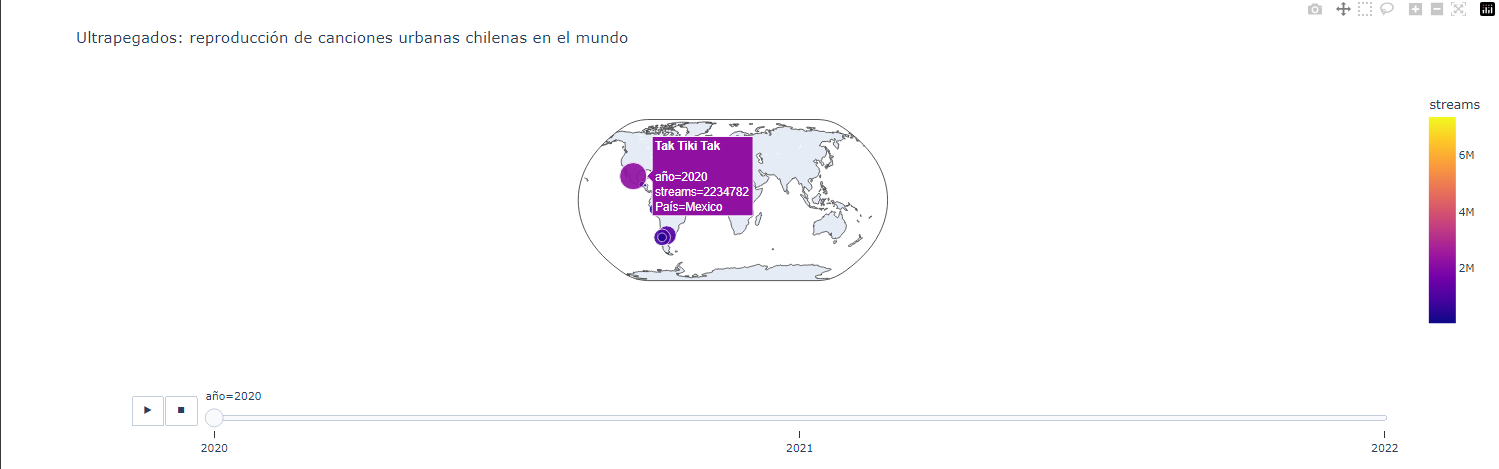 Ultrapegados: reproducción de canciones urbanas chilenas en el mundo
streams
6M
4M
2M
Tak Tiki Tak
año=2020
streams=2234782
País=Mexico
año=2020
2020
2021
2022